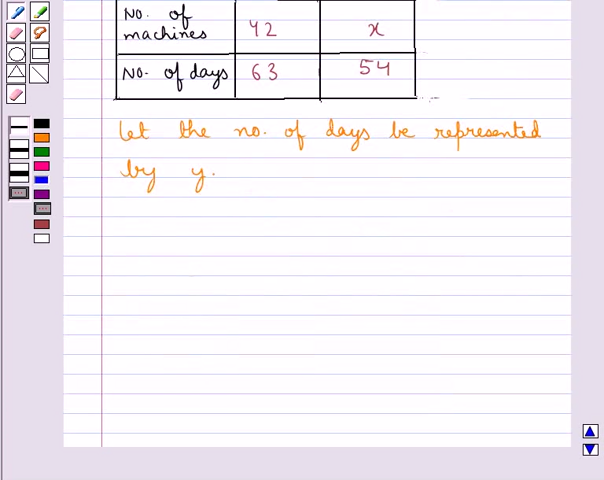 No. of
machines 42 x
No. of days 63 54
Let the no. of days be represented
by y.